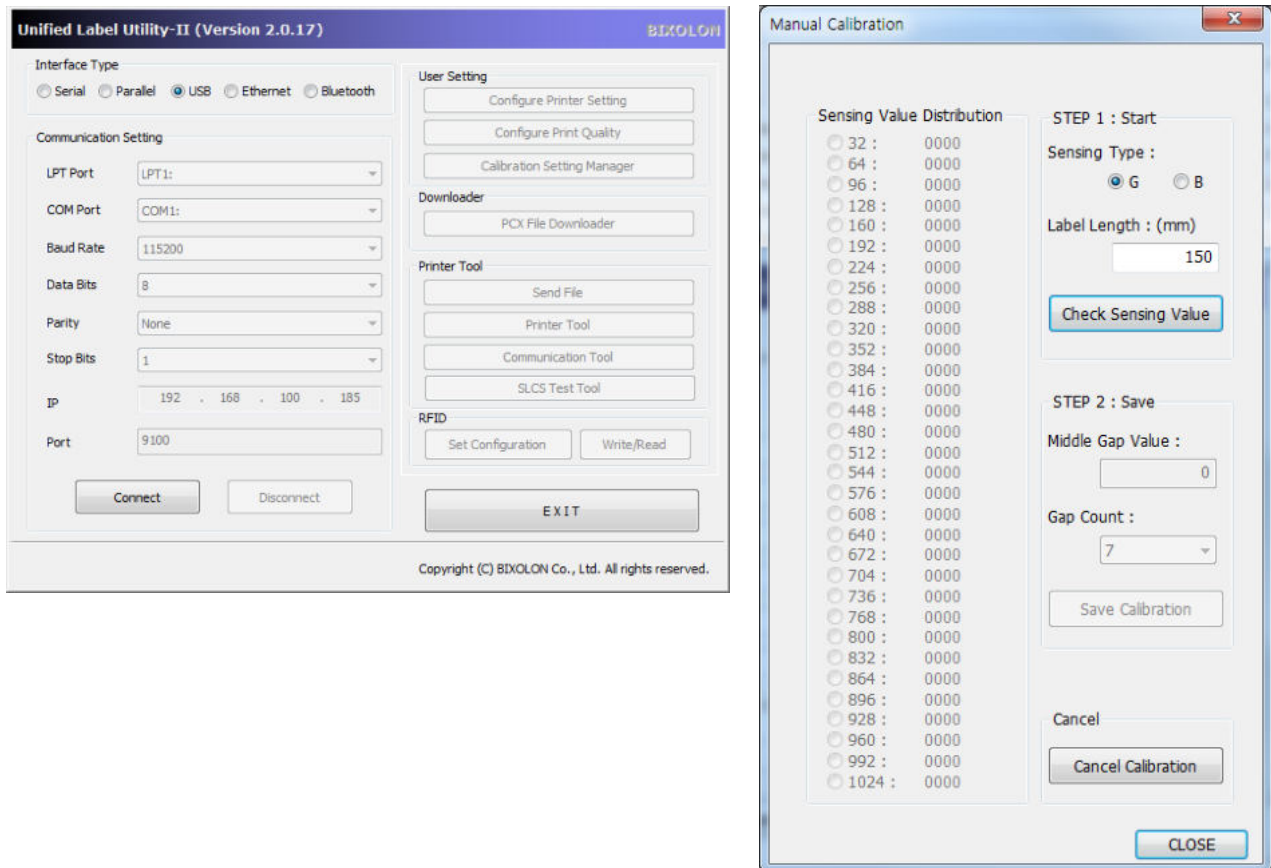 Unified Label Utility-II (Version 2.0.17)
BIXOLON
Interface Type
Serial Parallel USB Ethernet Bluetooth
Communication Setting
LPT Port LPT1:
COM Port COM1:
Baud Rate 115200
Data Bits 8
Parity None
Stop Bits 1
IP 192 . 168 . 100 . 185
Port 9100
Connect Disconnect
User Setting
Configure Printer Setting
Configure Print Quality
Calibration Setting Manager
Downloader
PCX File Downloader
Printer Tool
Send File
Printer Tool
Communication Tool
SLCS Test Tool
RFID
Set Configuration Write/Read
EXIT
Copyright (C) BIXOLON Co., Ltd. All rights reserved.
Manual Calibration
Sensing Value Distribution
32 : 0000
64 : 0000
96 : 0000
128 : 0000
160 : 0000
192 : 0000
224 : 0000
256 : 0000
288 : 0000
320 : 0000
352 : 0000
384 : 0000
416 : 0000
448 : 0000
480 : 0000
512 : 0000
544 : 0000
576 : 0000
608 : 0000
640 : 0000
672 : 0000
704 : 0000
736 : 0000
768 : 0000
800 : 0000
832 : 0000
864 : 0000
896 : 0000
928 : 0000
960 : 0000
992 : 0000
1024 : 0000
STEP 1 : Start
Sensing Type :
G B
Label Length : (mm)
150
Check Sensing Value
STEP 2 : Save
Middle Gap Value :
0
Gap Count :
7
Save Calibration
Cancel
Cancel Calibration
CLOSE